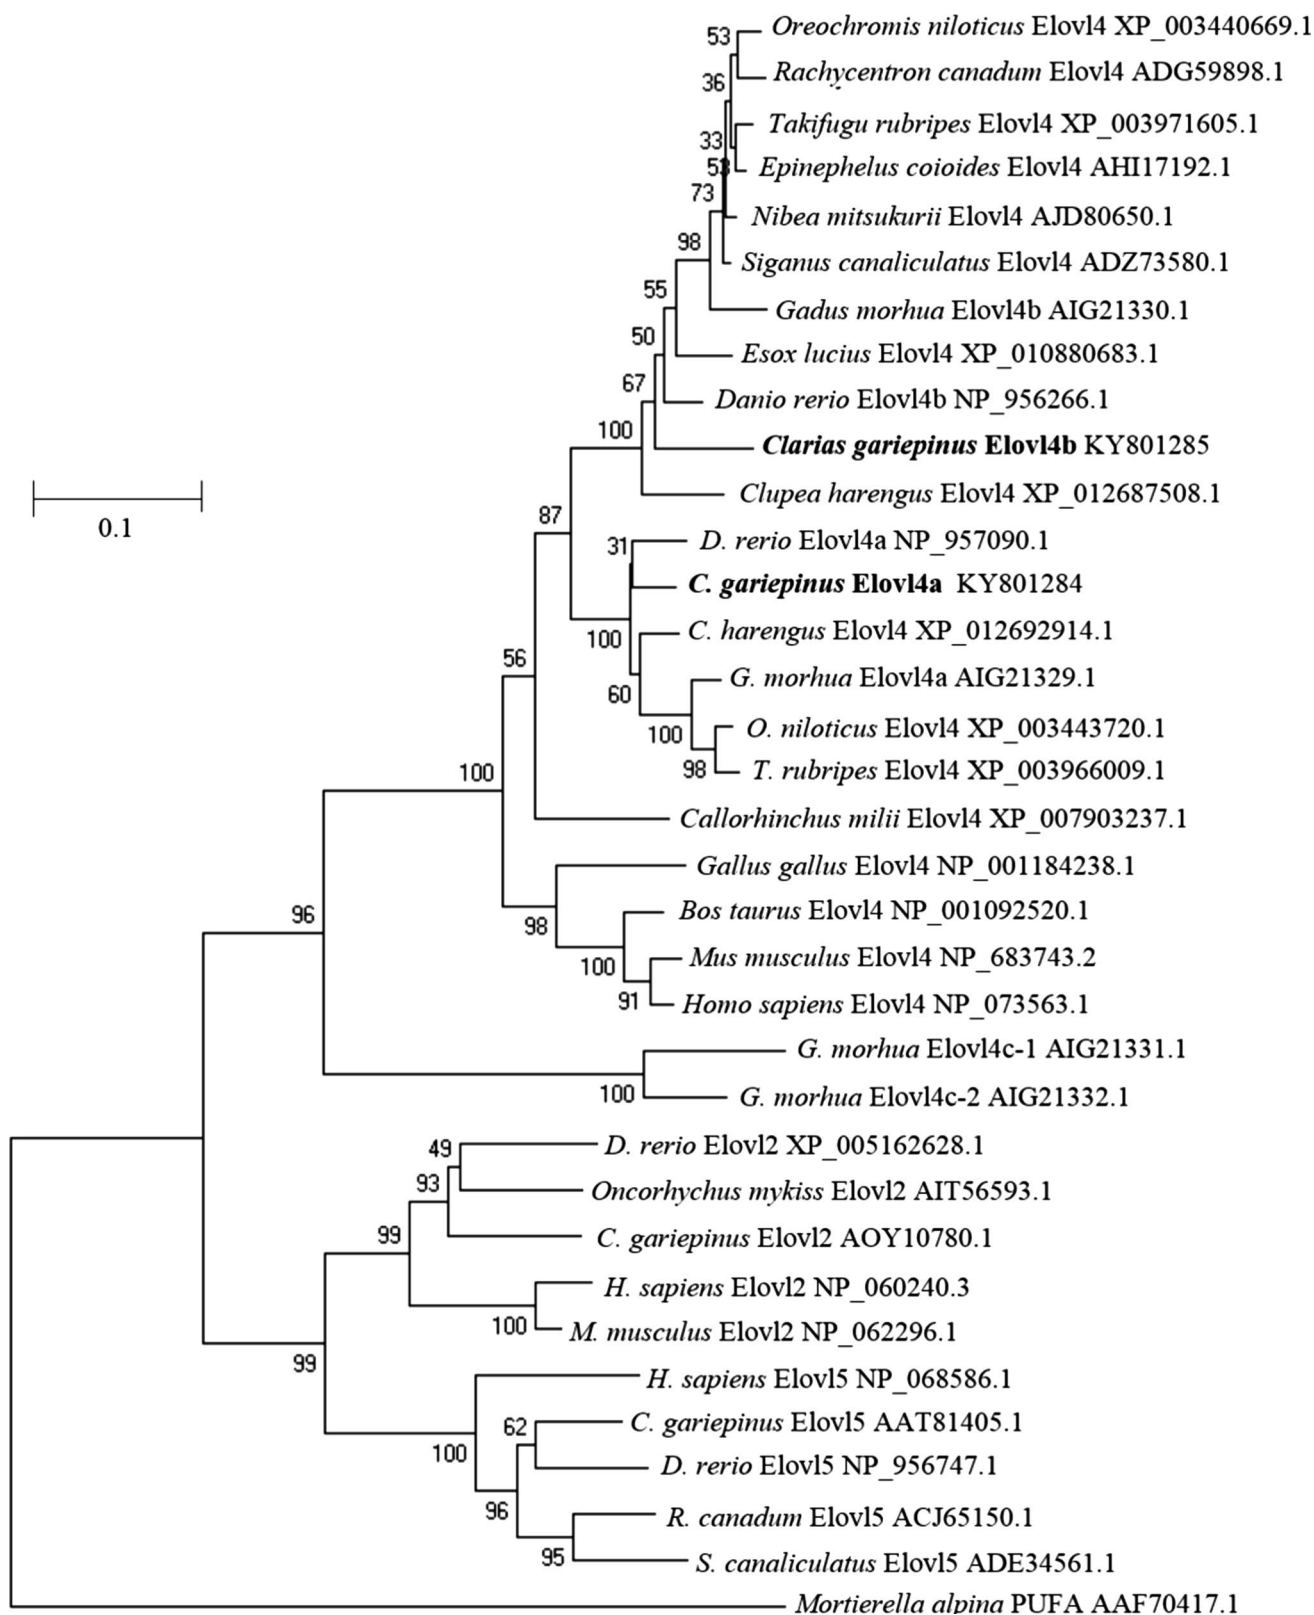 53
Oreochromis niloticus Elovl4 XP_003440669.1
Rachycentron canadum Elovl4 ADG59898.1
36
Takifugu rubripes Elovl4 XP_003971605.1
33
Epinephelus coioides Elovl4 AHI17192.1
53
73
Nibea mitsukurii Elovl4 AJD80650.1
98
Siganus canaliculatus Elovl4 ADZ73580.1
55
Gadus morhua Elovl4b AIG21330.1
50
Esox lucius Elovl4 XP_010880683.1
67
Danio rerio Elovl4b NP_956266.1
100
Clarias gariepinus Elovl4b KY801285
Clupea harengus Elovl4 XP_012687508.1
0.1
87
31
D. rerio Elovl4a NP_957090.1
C. gariepinus Elovl4a KY801284
100
C. harengus Elovl4 XP_012692914.1
56
G. morhua Elovl4a AIG21329.1
60
O. niloticus Elovl4 XP_003443720.1
100
98
T. rubripes Elovl4 XP_003966009.1
100
Callorhinchus milii Elovl4 XP_007903237.1
Gallus gallus Elovl4 NP_001184238.1
96
Bos taurus Elovl4 NP_001092520.1
98
Mus musculus Elovl4 NP_683743.2
100
91
Homo sapiens Elovl4 NP_073563.1
G. morhua Elovl4c-1 AIG21331.1
100
G. morhua Elovl4c-2 AIG21332.1
49
D. rerio Elovl2 XP_005162628.1
93
Oncorhychus mykiss Elovl2 AIT56593.1
99
C. gariepinus Elovl2 AOY10780.1
H. sapiens Elovl2 NP_060240.3
100
M. musculus Elovl2 NP_062296.1
99
H. sapiens Elovl5 NP_068586.1
62
C. gariepinus Elovl5 AAT81405.1
100
D. rerio Elovl5 NP_956747.1
96
R. canadum Elovl5 ACJ65150.1
95
S. canaliculatus Elovl5 ADE34561.1
Mortierella alpina PUFA AAF70417.1